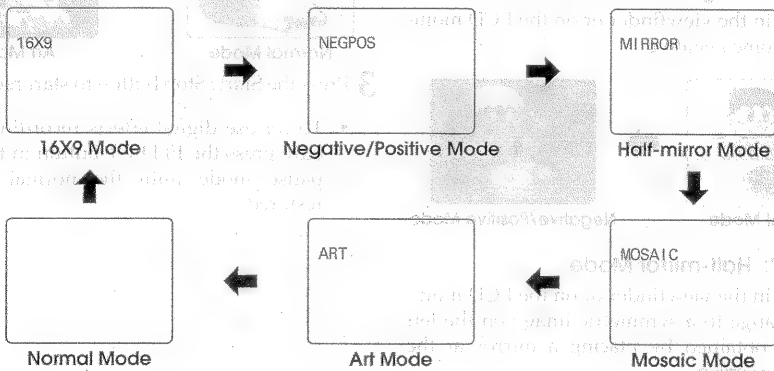 16X9
NEGPOS
MIRROR
16X9 Mode
Negative/Positive Mode
Half-mirror Mode
ART
MOSAIC
Normal Mode
Art Mode
Mosaic Mode